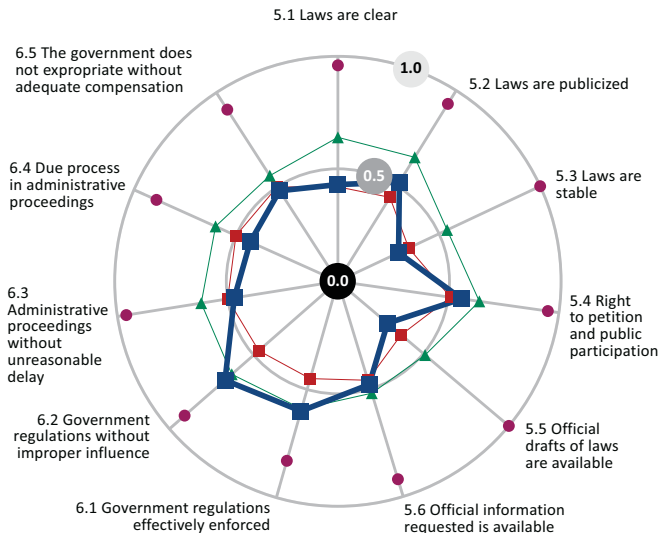 5.1 Laws are clear
1.0
5.2 Laws are publicized
5.3 Laws are
stable
5.4 Right
to petition
and public
participation
5.5 Official
drafts of laws
are available
5.6 Official information
requested is available
6.1 Government regulations
effectively enforced
6.2 Government
regulations without
improper influence
6.3
Administrative
proceedings
without
unreasonable
delay
6.4 Due process
in administrative
proceedings
6.5 The government does
not expropriate without
adequate compensation
0.5
0.0